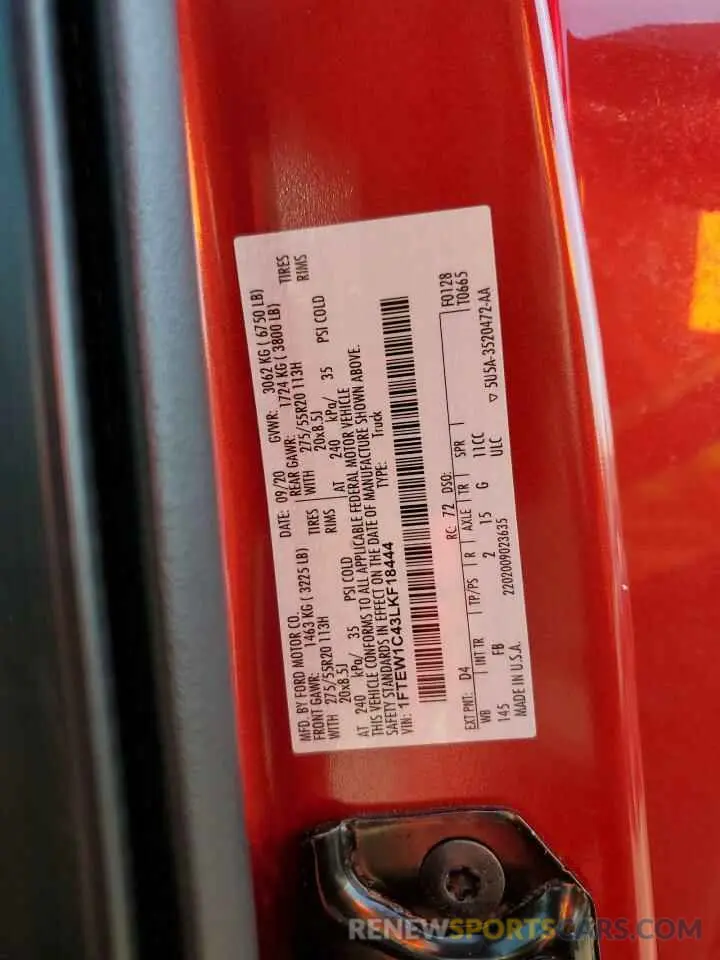 MFD. BY FORD MOTOR CO.
DATE: 09/20
GVWR: 3062 KG ( 6750 LB)
FRONT GAWR: 1463 KG ( 3225 LB)
REAR GAWR: 1724 KG ( 3800 LB)
WITH 275/55R20 113H TIRES
WITH 275/55R20 113H TIRES
20x8.5J RIMS
20x8.5J RIMS
AT 240 kPa/ 35 PSI COLD
AT 240 kPa/ 35 PSI COLD
THIS VEHICLE CONFORMS TO ALL APPLICABLE FEDERAL MOTOR VEHICLE
SAFETY STANDARDS IN EFFECT ON THE DATE OF MANUFACTURE SHOWN ABOVE.
VIN: 1FTEW1C43LKF18444
TYPE: Truck
EXT PNT: D4 RC: 72 DSO: F0128
T0665
WB INT TR TP/PS R AXLE TR SPR
145 FB 2 15 G 11CC
ULC
MADE IN U.S.A. 2202009023635
▽ 5U5A-3520472-AA
RENEWSPORTSCARS.COM